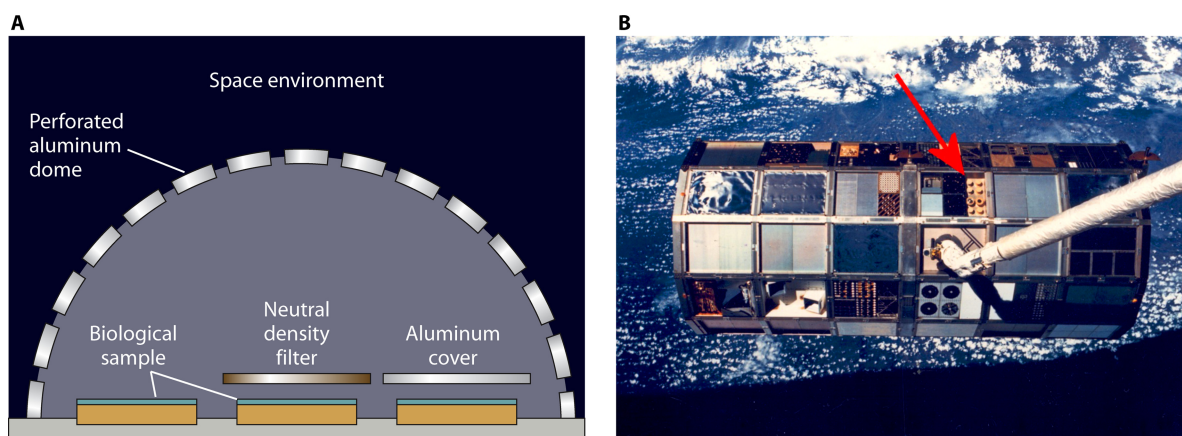 A
Space environment
Perforated
aluminum
dome
Biological
sample
Neutral
density
filter
Aluminum
cover
B